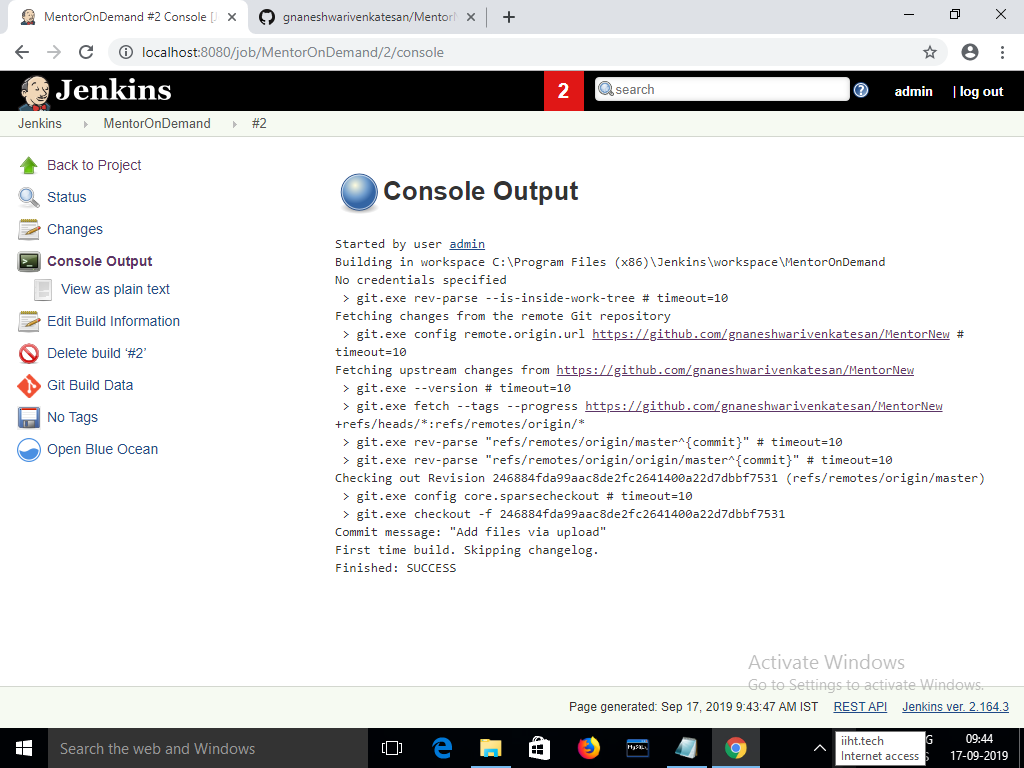 MentorOnDemand #2 Console [J
gnaneshwarivenkatesan/MentorN
localhost:8080/job/MentorOnDemand/2/console
Jenkins
2
search
?
admin
| log out
Jenkins
MentorOnDemand
#2
Back to Project
Status
Changes
Console Output
View as plain text
Edit Build Information
Delete build ‘#2’
Git Build Data
No Tags
Open Blue Ocean
Console Output
Started by user admin
Building in workspace C:\Program Files (x86)\Jenkins\workspace\MentorOnDemand
No credentials specified
 > git.exe rev-parse --is-inside-work-tree # timeout=10
Fetching changes from the remote Git repository
 > git.exe config remote.origin.url https://github.com/gnaneshwarivenkatesan/MentorNew #
timeout=10
Fetching upstream changes from https://github.com/gnaneshwarivenkatesan/MentorNew
 > git.exe --version # timeout=10
 > git.exe fetch --tags --progress https://github.com/gnaneshwarivenkatesan/MentorNew
+refs/heads/*:refs/remotes/origin/*
 > git.exe rev-parse "refs/remotes/origin/master^{commit}" # timeout=10
 > git.exe rev-parse "refs/remotes/origin/origin/master^{commit}" # timeout=10
Checking out Revision 246884fda99aac8de2fc2641400a22d7dbbf7531 (refs/remotes/origin/master)
 > git.exe config core.sparsecheckout # timeout=10
 > git.exe checkout -f 246884fda99aac8de2fc2641400a22d7dbbf7531
Commit message: "Add files via upload"
First time build. Skipping changelog.
Finished: SUCCESS
Activate Windows
Go to Settings to activate Windows.
Page generated: Sep 17, 2019 9:43:47 AM IST
REST API
Jenkins ver. 2.164.3
Search the web and Windows
MySQL
iiht.tech
Internet access
G
S
09:44
17-09-2019